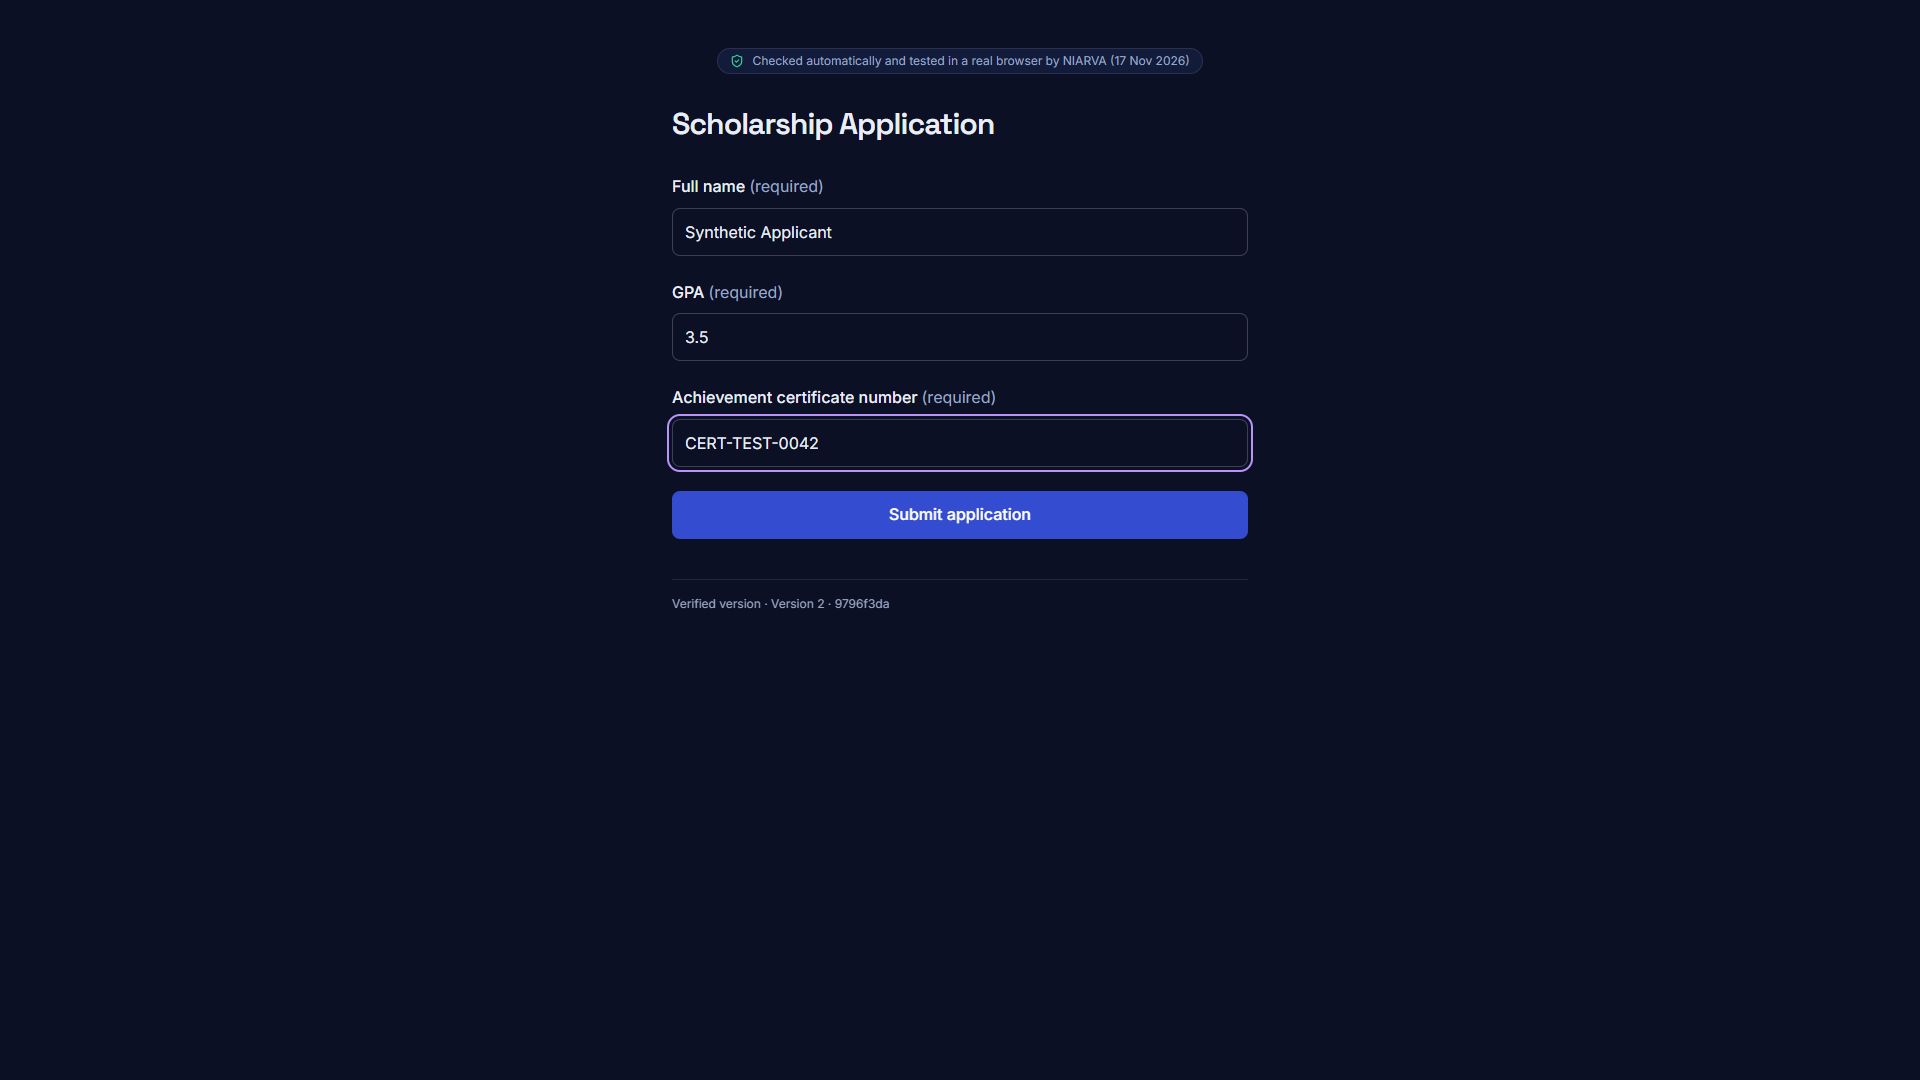 Checked automatically and tested in a real browser by NIARVA (17 Nov 2026)
Scholarship Application
Full name (required)
Synthetic Applicant
GPA (required)
3.5
Achievement certificate number (required)
CERT-TEST-0042
Submit application
Verified version · Version 2 · 9796f3da